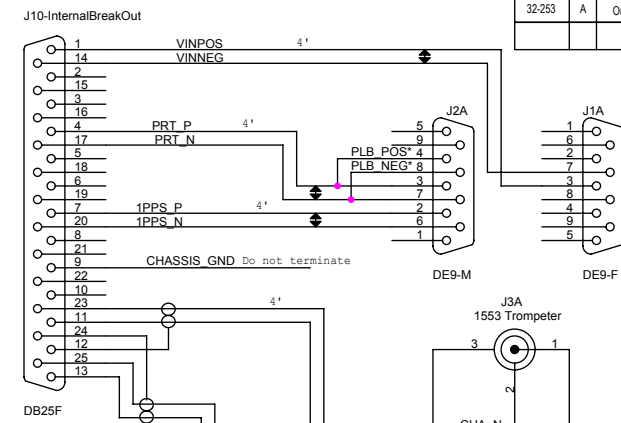 32-253 A
J10-InternalBreakOut
1 VINPOS 4'
14 VINNEG
2
15
3
16
4 PRT_P 4'
17 PRT_N
5
18
6
19
7 1PPS_P 4'
20 1PPS_N
8
21
9 CHASSIS_GND Do not terminate
22
10
23 4'
11
24
12
25
13
DB25F
J2A
5
9
PLB_POS* 4
PLB_NEG* 8
3
7
2
6
1
DE9-M
J1A
1
6
2
7
3
8
4
9
5
DE9-F
J3A
1553 Trompeter
3 1
2